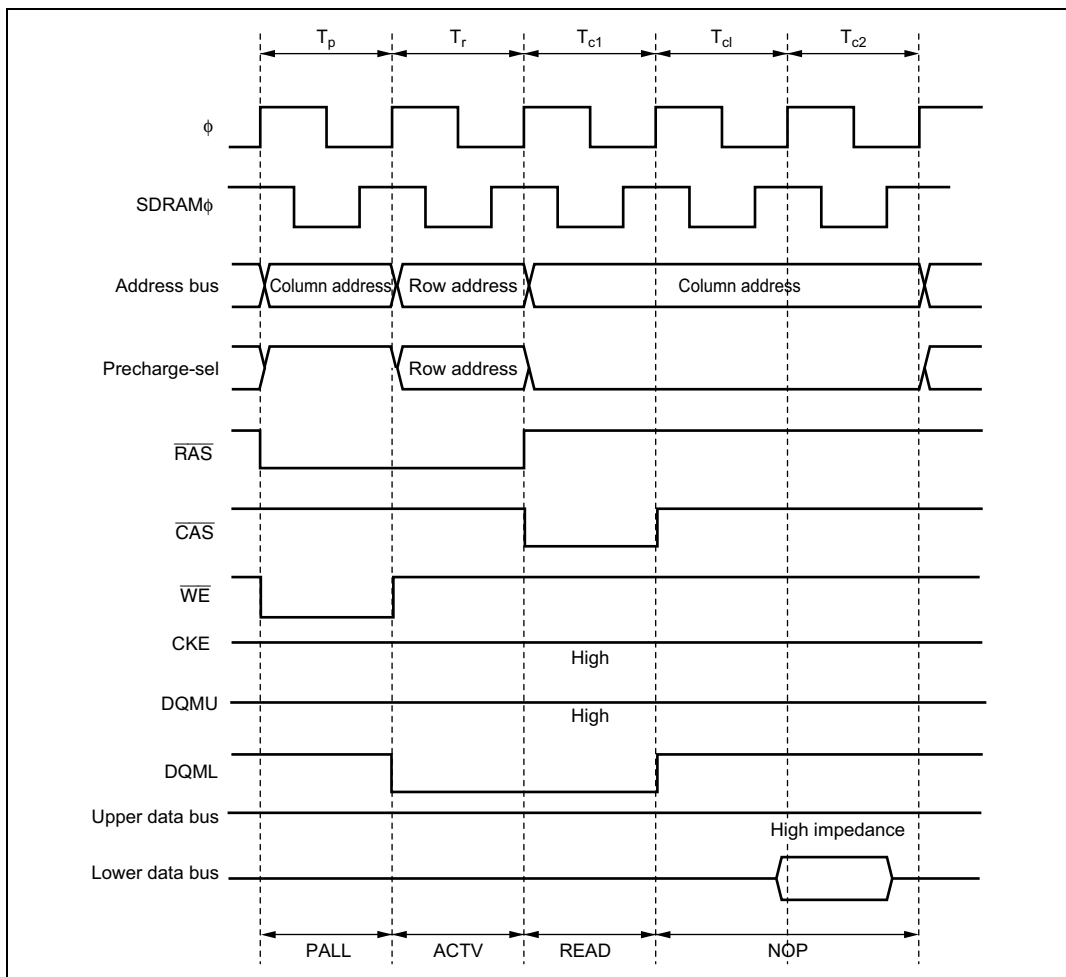 Tp Tr Tc1 Tcl Tc2
ϕ
SDRAMϕ
Address bus Column address Row address Column address
Precharge-sel Row address
RAS
CAS
WE
CKE High
DQMU High
DQML
Upper data bus
High impedance
Lower data bus
PALL ACTV READ NOP